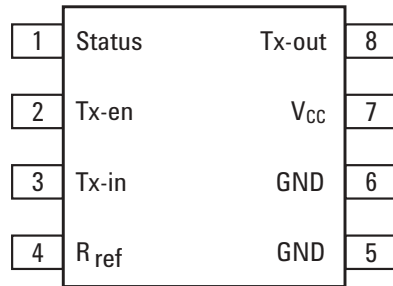 1 Status Tx-out 8
2 Tx-en VCC 7
3 Tx-in GND 6
4 Rref GND 5